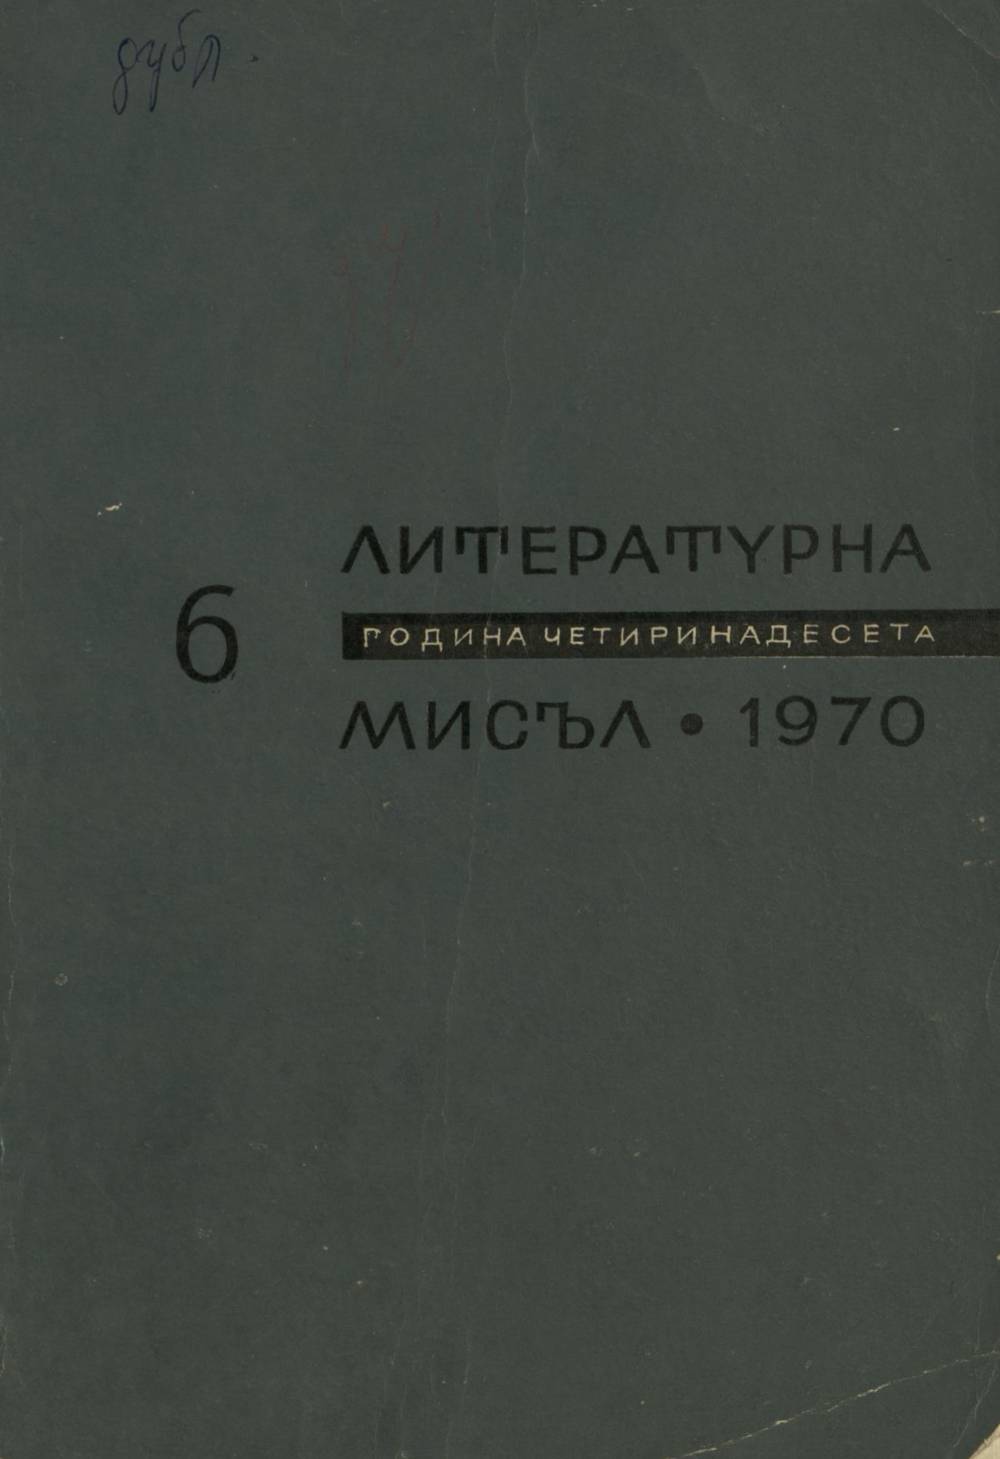 дубл.
ЛИТЕРАТУРНА
6
ГОДИНА ЧЕТИРИНАДЕСЕТА
МИСЪЛ • 1970